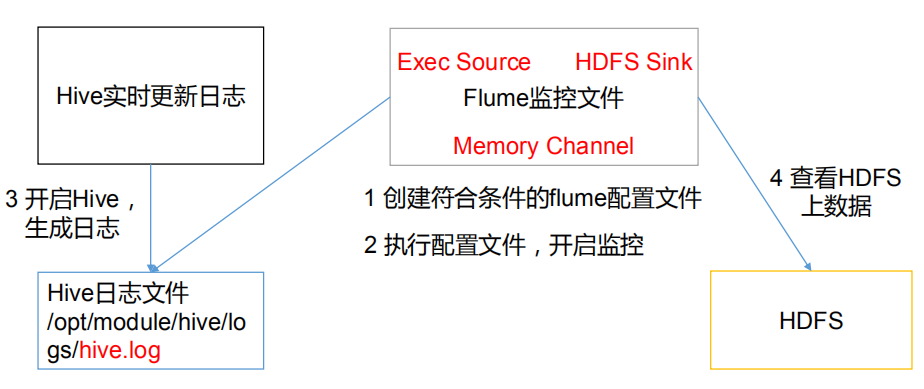 Hive实时更新日志
Exec Source HDFS Sink
Flume监控文件
Memory Channel
3 开启Hive，
生成日志
1 创建符合条件的flume配置文件
2 执行配置文件，开启监控
4 查看HDFS
上数据
Hive日志文件
/opt/module/hive/lo
gs/hive.log
HDFS